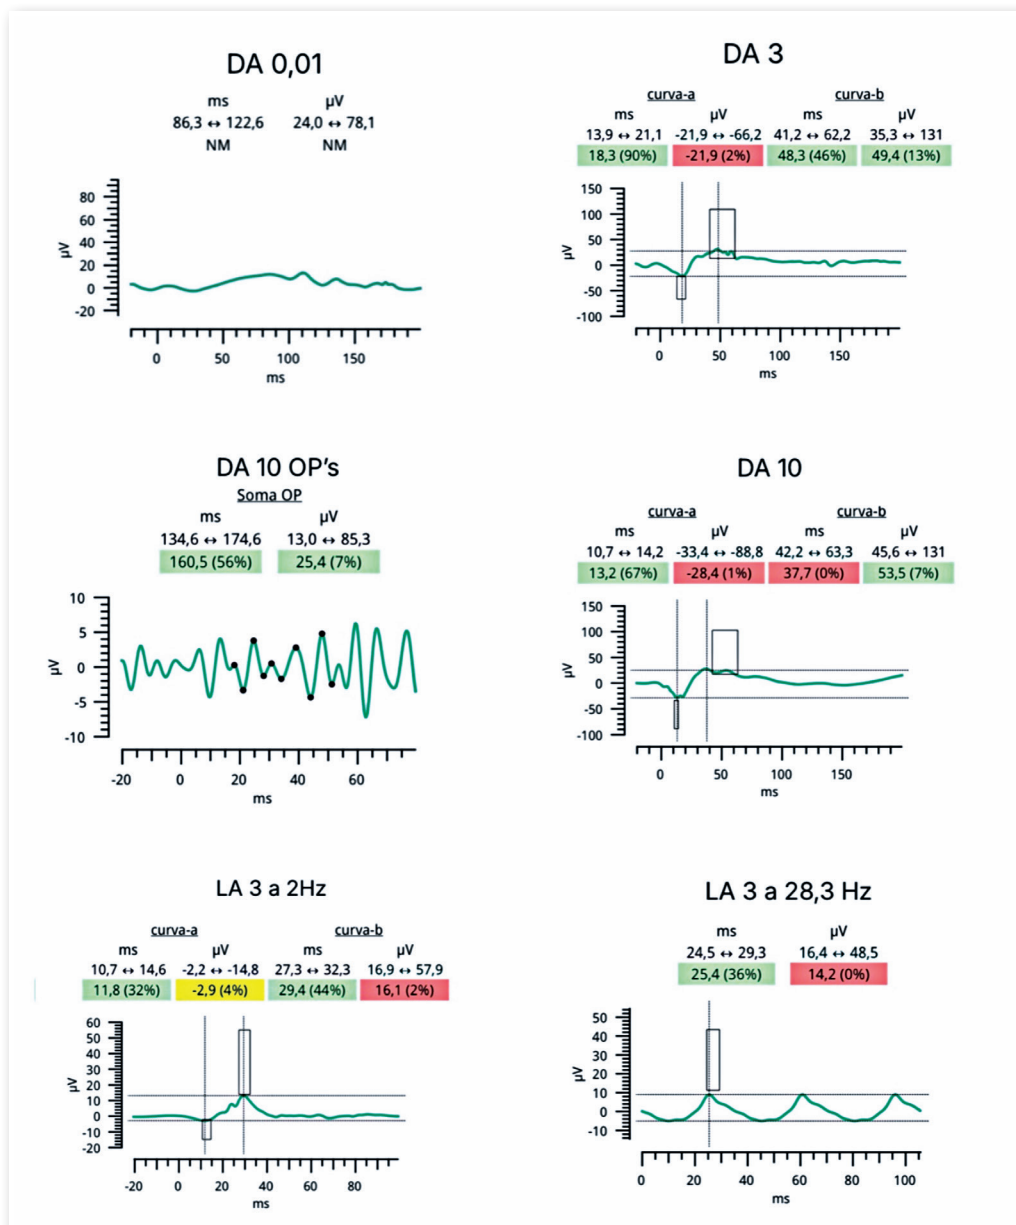 DA 0,01
ms µV
86,3 ↔ 122,6 24,0 ↔ 78,1
NM NM
80
60
40
20
0
-20
µV
0 50 100 150
ms
DA 3
curva-a curva-b
ms µV ms µV
13,9 ↔ 21,1 -21,9 ↔ -66,2 41,2 ↔ 62,2 35,3 ↔ 131
18,3 (90%) -21,9 (2%) 48,3 (46%) 49,4 (13%)
150
100
50
0
-50
-100
µV
0 50 100 150
ms
DA 10 OP’s
Soma OP
ms µV
134,6 ↔ 174,6 13,0 ↔ 85,3
160,5 (56%) 25,4 (7%)
10
5
0
-5
-10
µV
-20 0 20 40 60
ms
DA 10
curva-a curva-b
ms µV ms µV
10,7 ↔ 14,2 -33,4 ↔ -88,8 42,2 ↔ 63,3 45,6 ↔ 131
13,2 (67%) -28,4 (1%) 37,7 (0%) 53,5 (7%)
150
100
50
0
-50
-100
µV
0 50 100 150
ms
LA 3 a 2Hz
curva-a curva-b
ms µV ms µV
10,7 ↔ 14,6 -2,2 ↔ -14,8 27,3 ↔ 32,3 16,9 ↔ 57,9
11,8 (32%) -2,9 (4%) 29,4 (44%) 16,1 (2%)
60
50
40
30
20
10
0
-10
-20
µV
-20 0 20 40 60 80
ms
LA 3 a 28,3 Hz
ms µV
24,5 ↔ 29,3 16,4 ↔ 48,5
25,4 (36%) 14,2 (0%)
50
40
30
20
10
0
-10
µV
0 20 40 60 80 100
ms